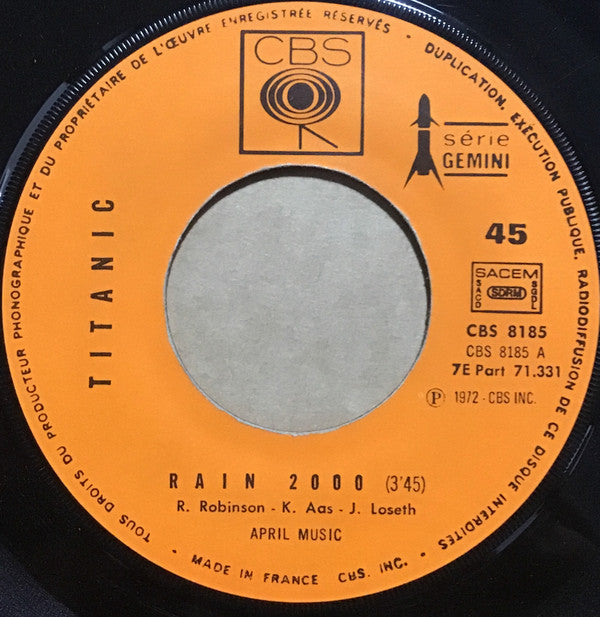 TOUS DROITS DU PRODUCTEUR PHONOGRAPHIQUE ET DU PROPRIÉTAIRE DE L'ŒUVRE ENREGISTRÉE RÉSERVÉS • DUPLICATION, EXÉCUTION PUBLIQUE, RADIODIFFUSION DE CE DISQUE INTERDITES •
CBS
série
GEMINI
TITANIC
45
SACEM
SACD
SDRM
SGDL
CBS 8185
CBS 8185 A
7E Part 71.331
Ⓟ 1972 - CBS INC.
RAIN 2000 (3'45)
R. Robinson - K. Aas - J. Loseth
APRIL MUSIC
• MADE IN FRANCE CBS. INC. •